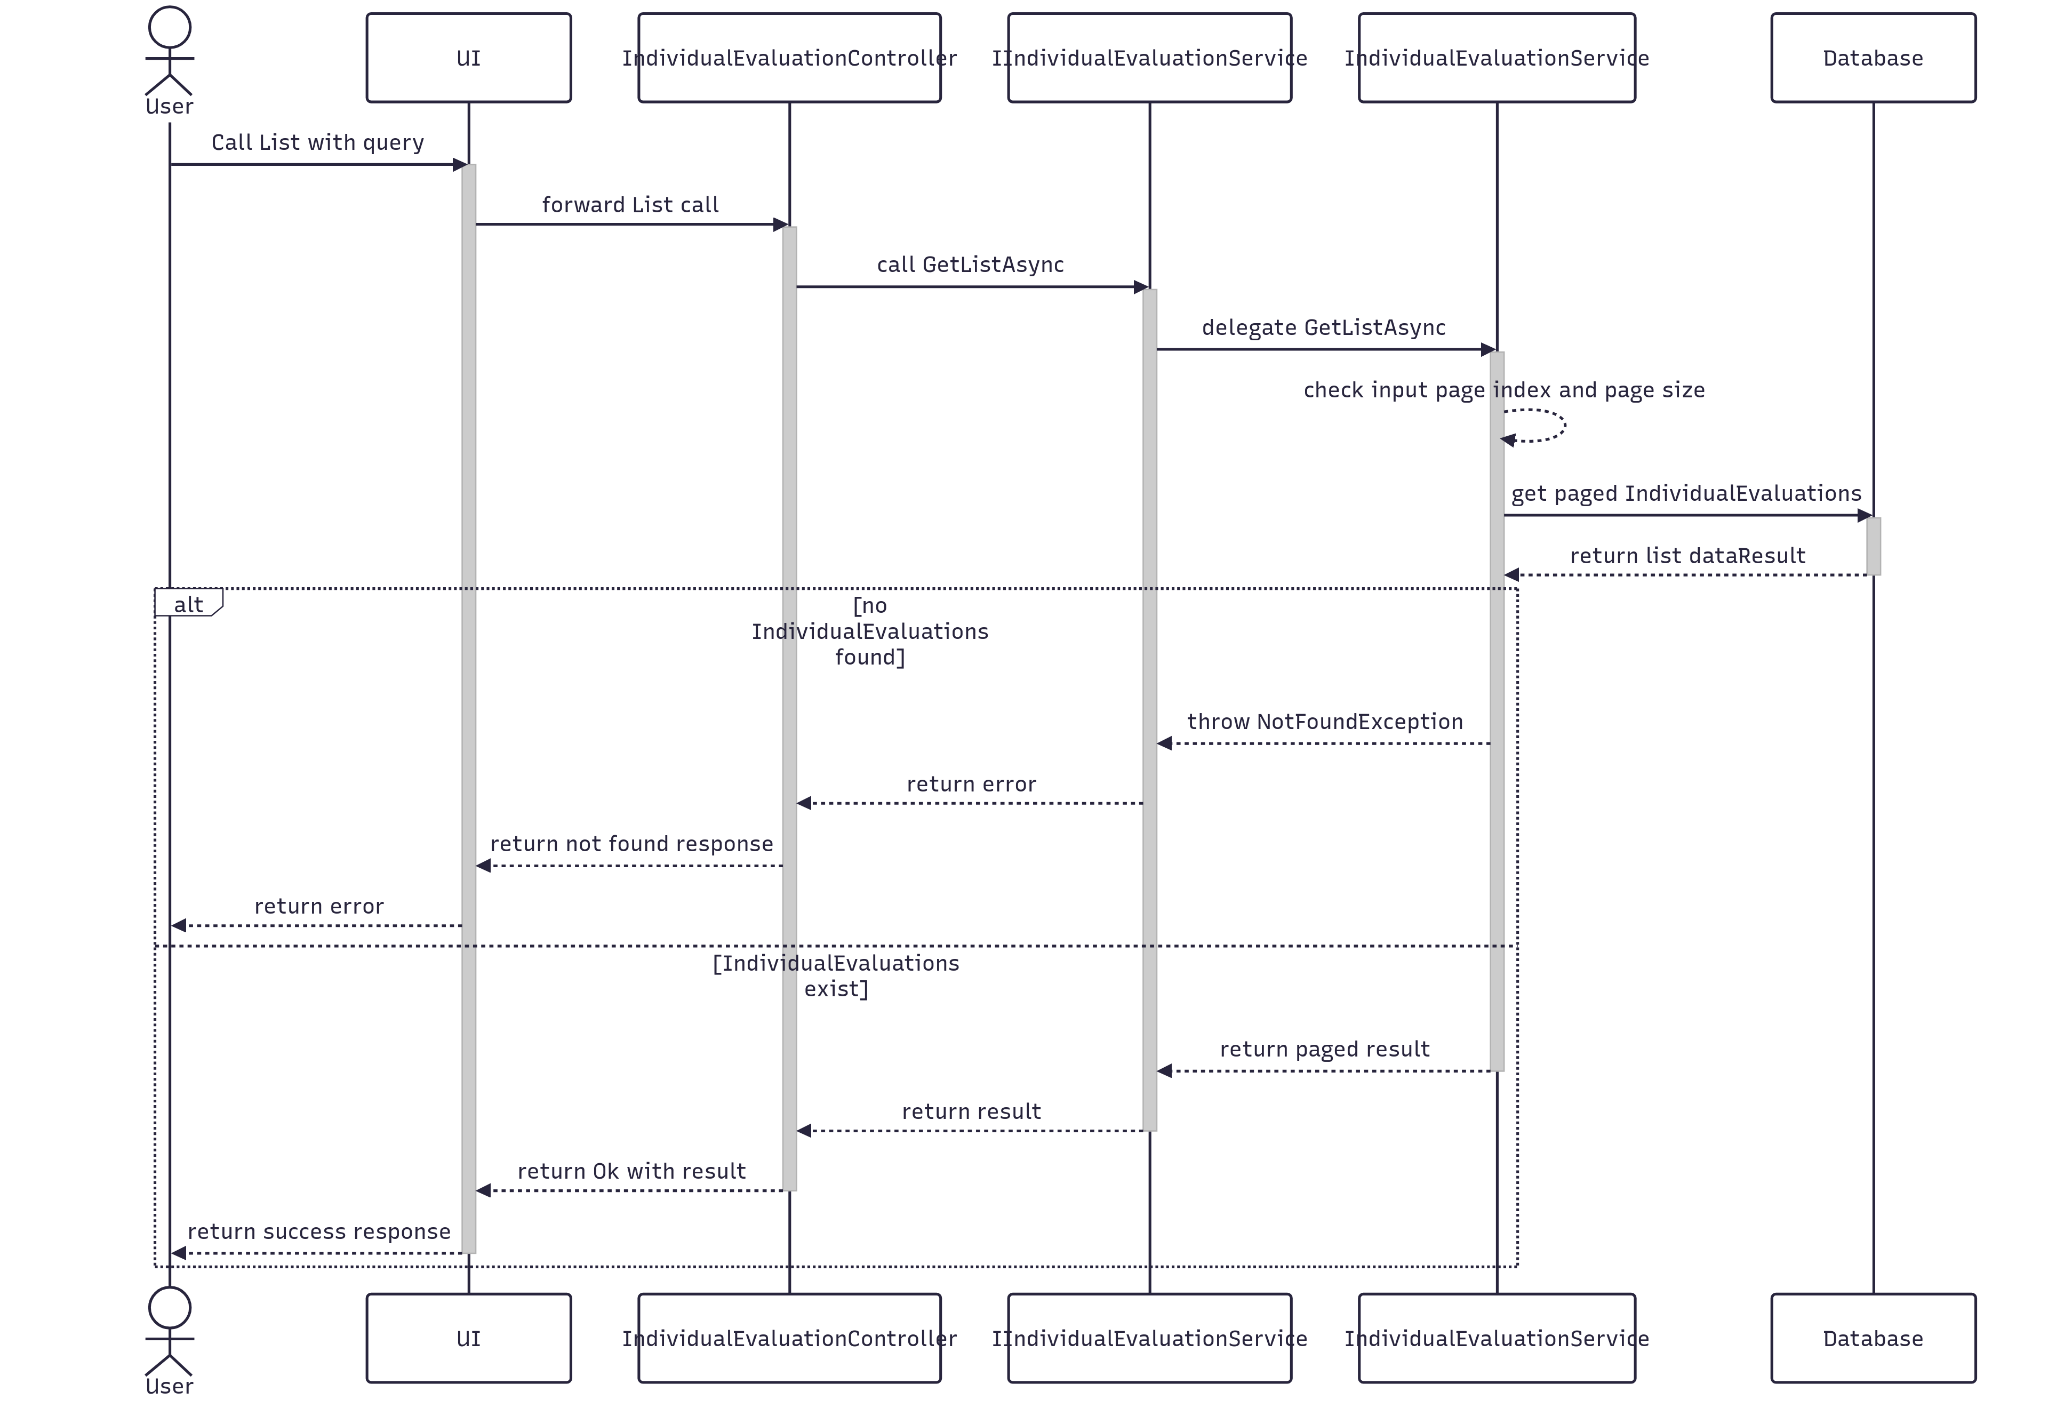 User
UI
IndividualEvaluationController
IIndividualEvaluationService
IndividualEvaluationService
Database
Call List with query
forward List call
call GetListAsync
delegate GetListAsync
check input page index and page size
get paged IndividualEvaluations
return list dataResult
alt
[no
IndividualEvaluations
found]
throw NotFoundException
return error
return not found response
return error
[IndividualEvaluations
exist]
return paged result
return result
return Ok with result
return success response
User
UI
IndividualEvaluationController
IIndividualEvaluationService
IndividualEvaluationService
Database